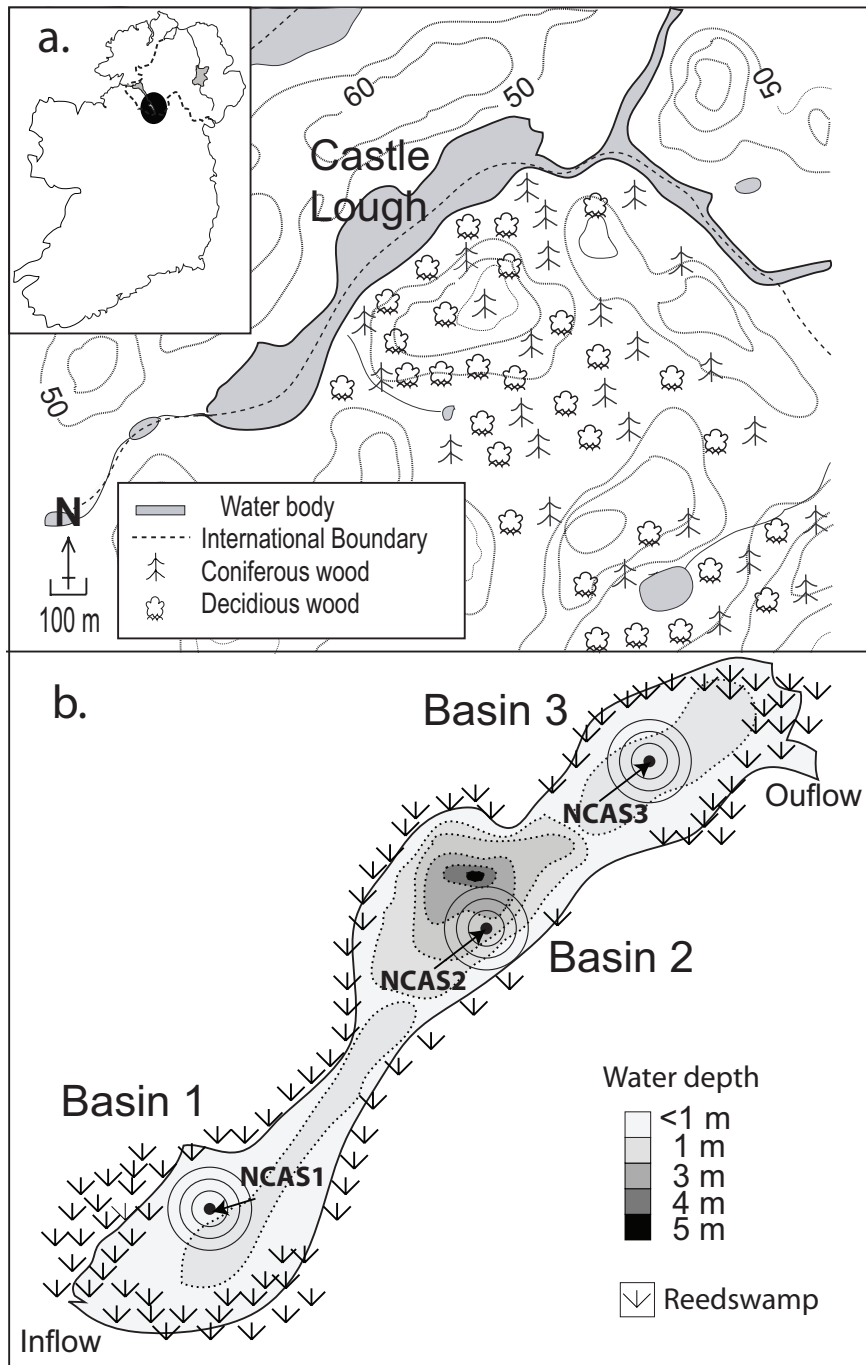 a.
60
50
50
Castle
Lough
50
N
100 m
Water body
International Boundary
Coniferous wood
Decidious wood
b.
Basin 3
NCAS3
Ouflow
NCAS2
Basin 2
Basin 1
NCAS1
Water depth
<1 m
1 m
3 m
4 m
5 m
Reedswamp
Inflow